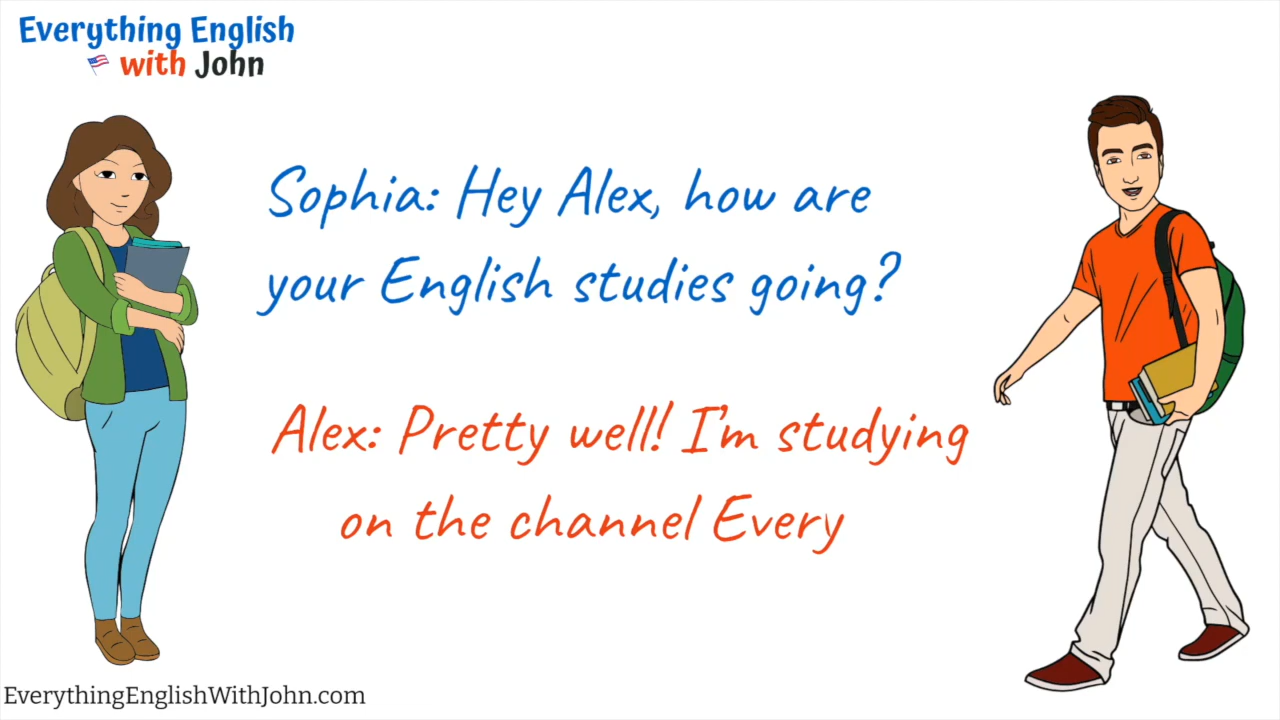 Everything English
with John
Sophia: Hey Alex, how are
your English studies going?
Alex: Pretty well! I'm studying
on the channel Every
EverythingEnglishWithJohn.com